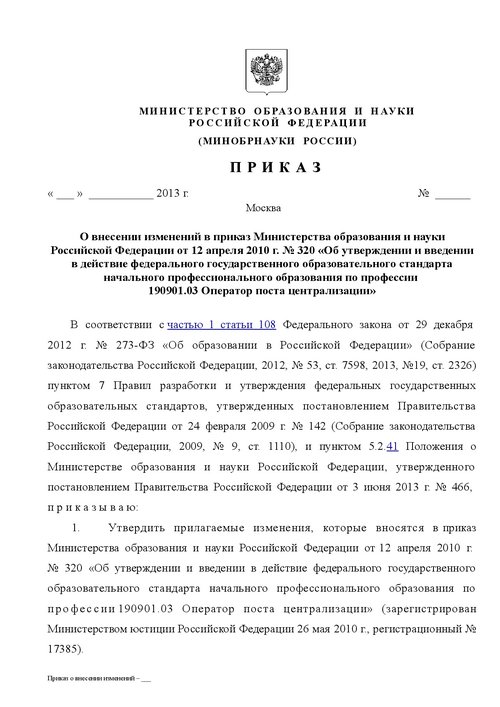 МИНИСТЕРСТВО ОБРАЗОВАНИЯ И НАУКИ
РОССИЙСКОЙ ФЕДЕРАЦИИ
(МИНОБРНАУКИ РОССИИ)
ПРИКАЗ
« ___ » ____________ 2013 г. № ______
Москва
О внесении изменений в приказ Министерства образования и науки
Российской Федерации от 12 апреля 2010 г. № 320 «Об утверждении и введении
в действие федерального государственного образовательного стандарта
начального профессионального образования по профессии
190901.03 Оператор поста централизации»
В соответствии с частью 1 статьи 108 Федерального закона от 29 декабря
2012 г. № 273-ФЗ «Об образовании в Российской Федерации» (Собрание
законодательства Российской Федерации, 2012, № 53, ст. 7598, 2013, №19, ст. 2326)
пунктом 7 Правил разработки и утверждения федеральных государственных
образовательных стандартов, утвержденных постановлением Правительства
Российской Федерации от 24 февраля 2009 г. № 142 (Собрание законодательства
Российской Федерации, 2009, № 9, ст. 1110), и пунктом 5.2.41 Положения о
Министерстве образования и науки Российской Федерации, утвержденного
постановлением Правительства Российской Федерации от 3 июня 2013 г. № 466,
приказываю:
1. Утвердить прилагаемые изменения, которые вносятся в приказ
Министерства образования и науки Российской Федерации от 12 апреля 2010 г.
№ 320 «Об утверждении и введении в действие федерального государственного
образовательного стандарта начального профессионального образования по
профессии 190901.03 Оператор поста централизации» (зарегистрирован
Министерством юстиции Российской Федерации 26 мая 2010 г., регистрационный №
17385).
Приказ о внесении изменений – __